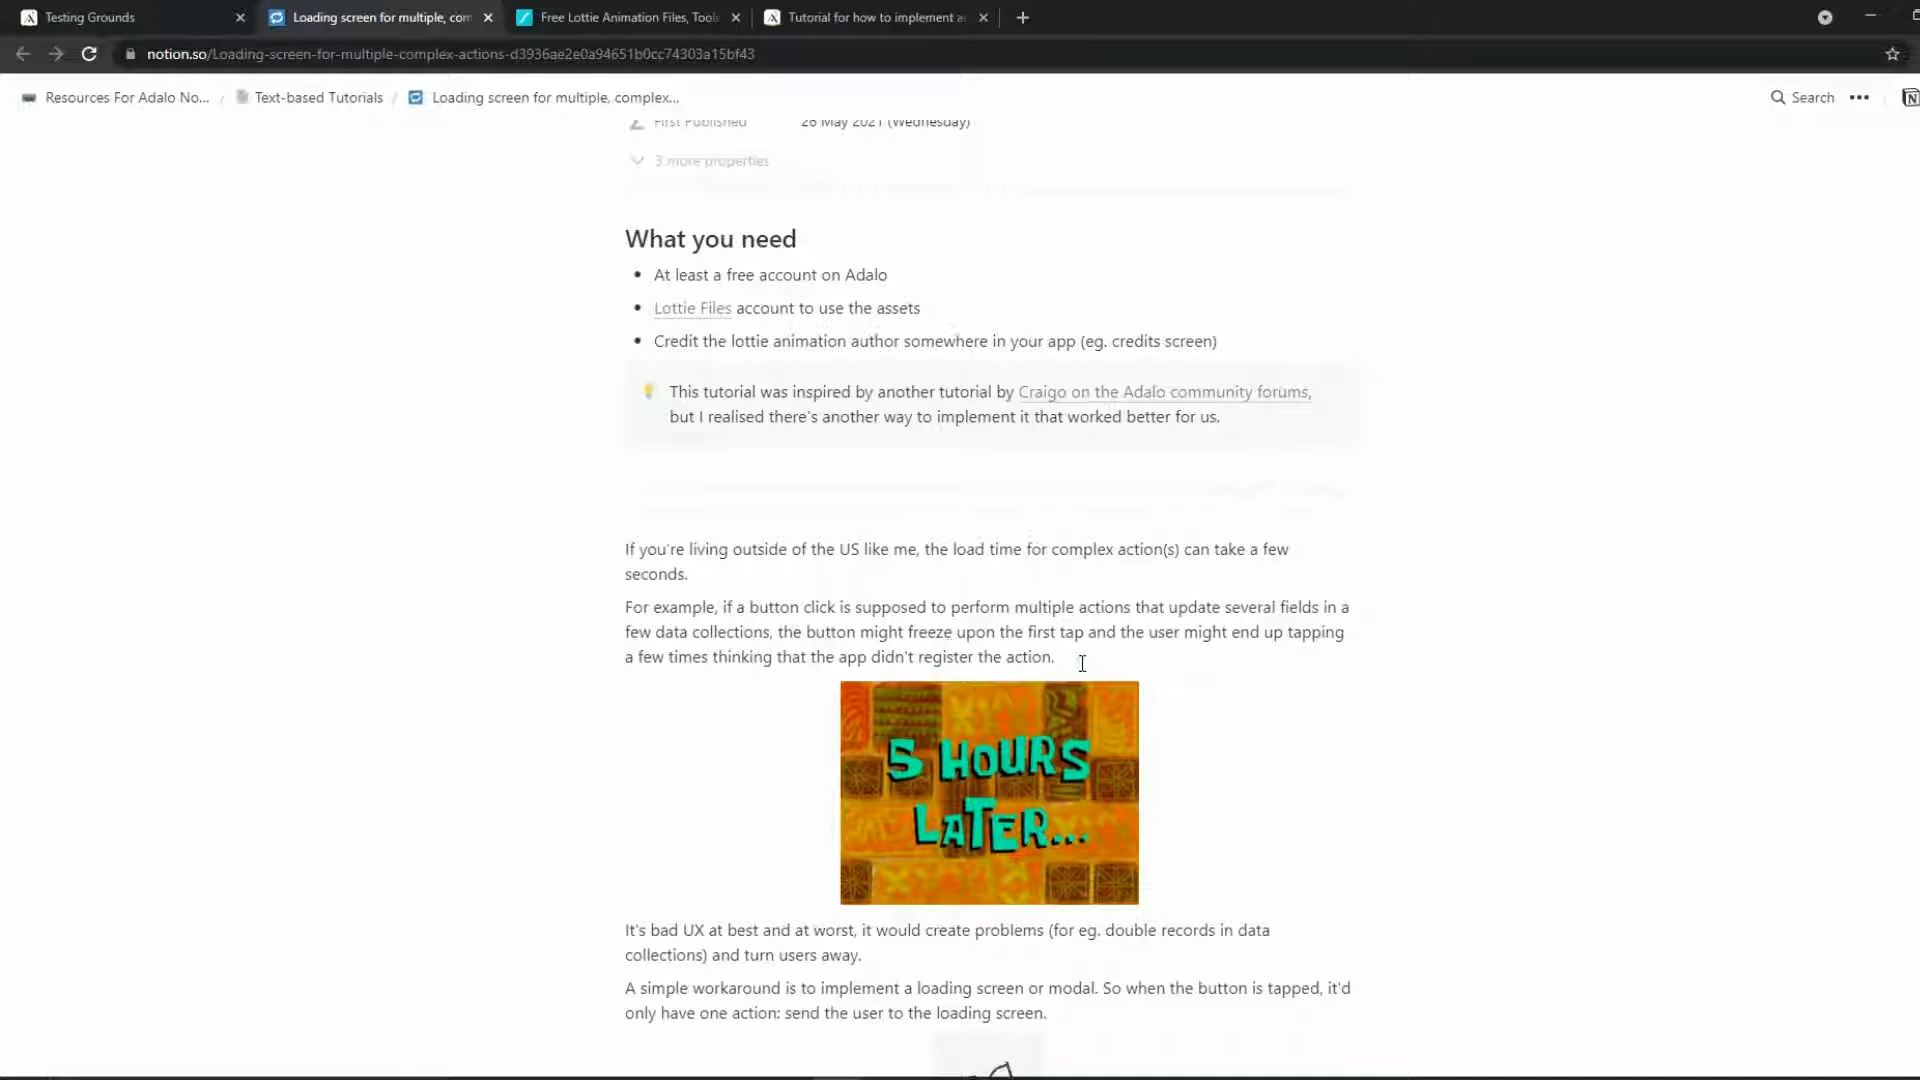 Testing Grounds
Loading screen for multiple, com
Free Lottie Animation Files, Tools
Tutorial for how to implement a
notion.so/Loading-screen-for-multiple-complex-actions-d3936ae2e0a94651b0cc74303a15bf43
Resources For Adalo No... / Text-based Tutorials / Loading screen for multiple, complex...
Search
First Published 26 May 2021 (Wednesday)
3 more properties
What you need
• At least a free account on Adalo
• Lottie Files account to use the assets
• Credit the lottie animation author somewhere in your app (eg. credits screen)
This tutorial was inspired by another tutorial by Craigo on the Adalo community forums,
but I realised there's another way to implement it that worked better for us.
If you're living outside of the US like me, the load time for complex action(s) can take a few
seconds.
For example, if a button click is supposed to perform multiple actions that update several fields in a
few data collections, the button might freeze upon the first tap and the user might end up tapping
a few times thinking that the app didn't register the action.
5 HOURS
LATER...
It's bad UX at best and at worst, it would create problems (for eg. double records in data
collections) and turn users away.
A simple workaround is to implement a loading screen or modal. So when the button is tapped, it'd
only have one action: send the user to the loading screen.